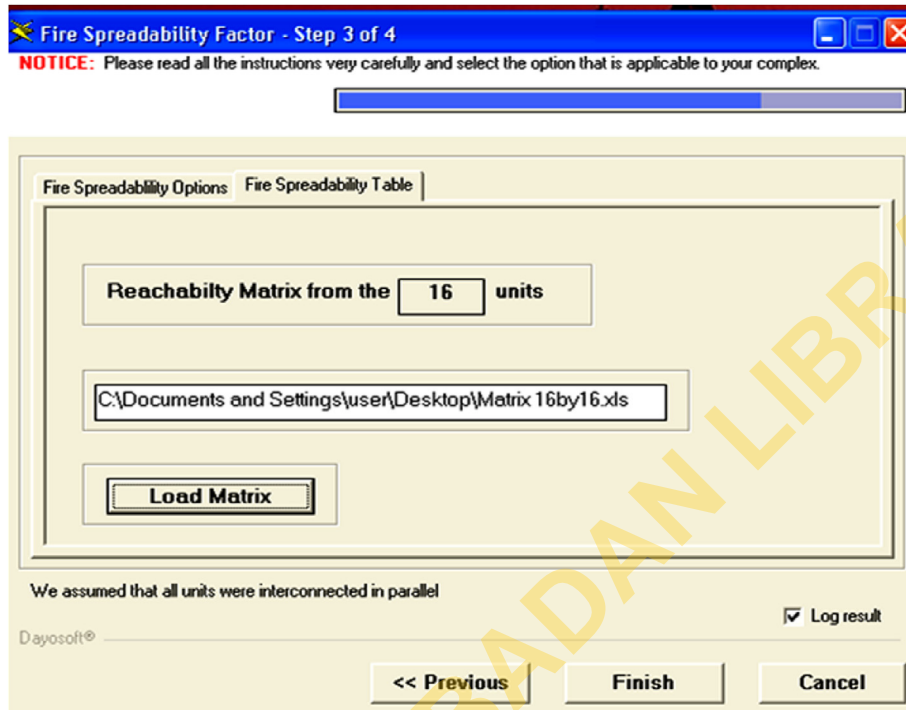 Fire Spreadability Factor - Step 3 of 4
NOTICE: Please read all the instructions very carefully and select the option that is applicable to your complex.
Fire Spreadablility Options
Fire Spreadability Table
Reachabilty Matrix from the 16 units
C:\Documents and Settings\user\Desktop\Matrix 16by16.xls
Load Matrix
We assumed that all units were interconnected in parallel
Log result
Dayosoft®
<< Previous
Finish
Cancel
BADAN LIBR